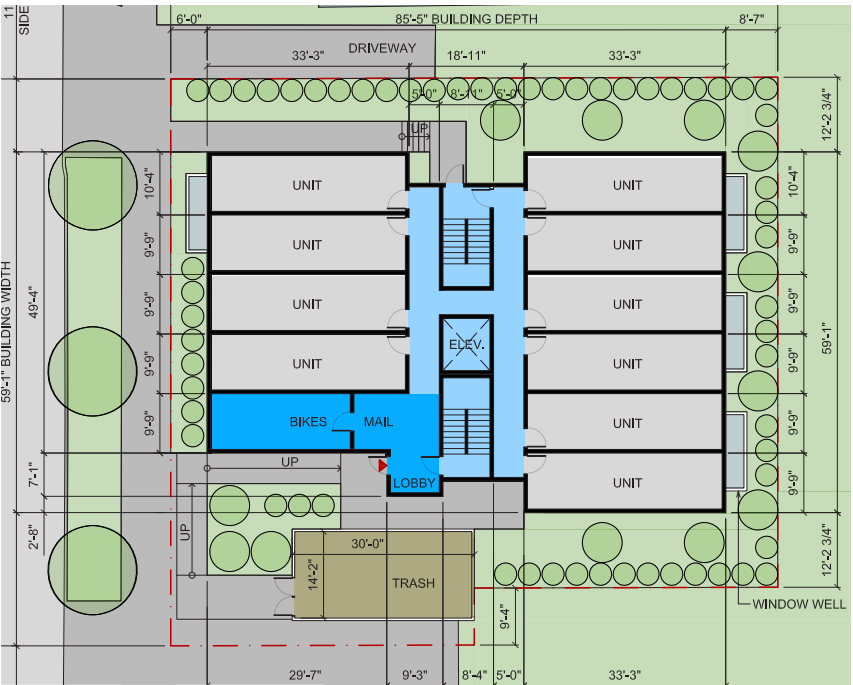 11
SIDE
6'-0"
85'-5" BUILDING DEPTH
8'-7"
33'-3"
DRIVEWAY
18'-11"
33'-3"
5'-0"
8'-11"
5'-0"
12'-2 3/4"
UP
10'-4"
UNIT
UNIT
10'-4"
9'-9"
UNIT
UNIT
9'-9"
59'-1" BUILDING WIDTH
49'-4"
9'-9"
UNIT
UNIT
9'-9"
59'-1"
9'-9"
UNIT
ELEV.
UNIT
9'-9"
9'-9"
BIKES
MAIL
UNIT
9'-9"
7'-1"
UP
LOBBY
UNIT
9'-9"
2'-8"
UP
30'-0"
14'-2"
TRASH
12'-2 3/4"
WINDOW WELL
9'-4"
29'-7"
9'-3"
8'-4"
5'-0"
33'-3"